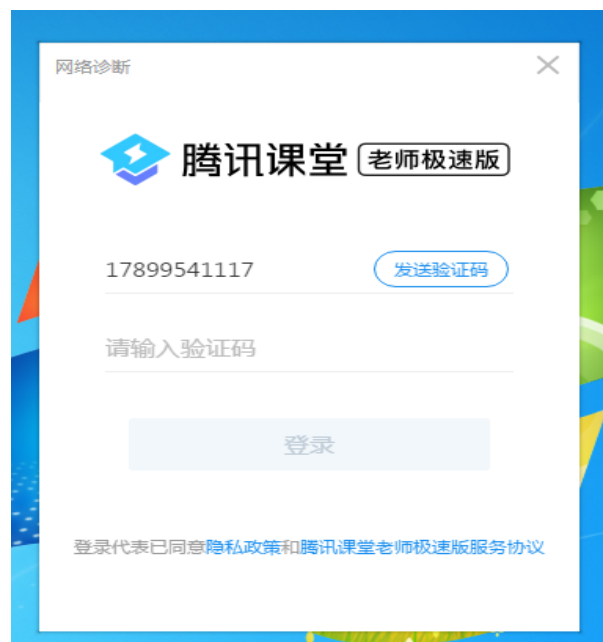 网络诊断
腾讯课堂 老师极速版
17899541117 发送验证码
请输入验证码
登录
登录代表已同意隐私政策和腾讯课堂老师极速版服务协议